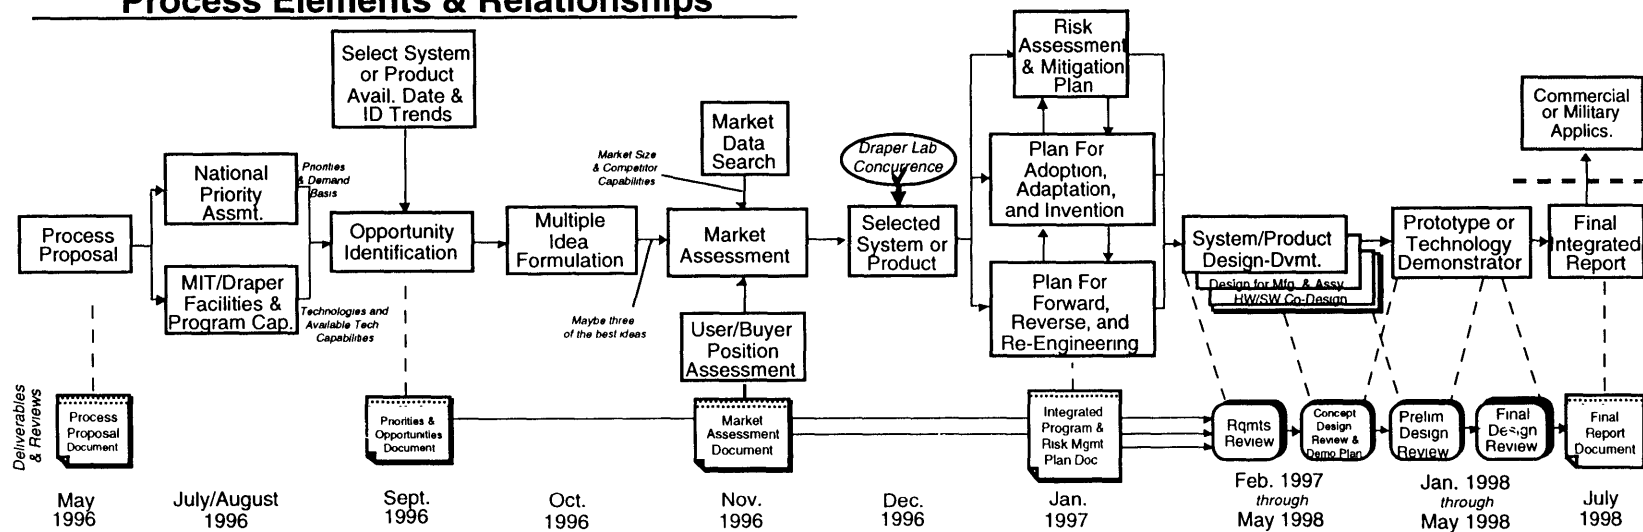 Process Elements & Relationships
Select System
or Product
Avail. Date &
ID Trends
Risk
Assessment
& Mitigation
Plan
Commercial
or Military
Applics.
Market
Data
Search
Market Size
& Competitor
Capabilities
Draper Lab
Concurrence
Plan For
Adoption,
Adaptation,
and Invention
National
Priority
Assmt.
Priorities
& Demand
Basis
Process
Proposal
Opportunity
Identification
Multiple
Idea
Formulation
Market
Assessment
Selected
System or
Product
System/Product
Design-Dvmt.
Design for Mfg. & Assy
HW/SW Co-Design
Prototype or
Technology
Demonstrator
Final
Integrated
Report
MIT/Draper
Facilities &
Program Cap.
Technologies and
Available Tech
Capabilities
Maybe three
of the best ideas
User/Buyer
Position
Assessment
Plan For
Forward,
Reverse, and
Re-Engineering
Deliverables
& Reviews
Process
Proposal
Document
Priorities &
Opportunities
Document
Market
Assessment
Document
Integrated
Program &
Risk Mgmt
Plan Doc
Rqmts
Review
Concept
Design
Review &
Demo Plan
Prelim
Design
Review
Final
Design
Review
Final
Report
Document
May
1996
July/August
1996
Sept.
1996
Oct.
1996
Nov.
1996
Dec.
1996
Jan.
1997
Feb. 1997
through
May 1998
Jan. 1998
through
May 1998
July
1998